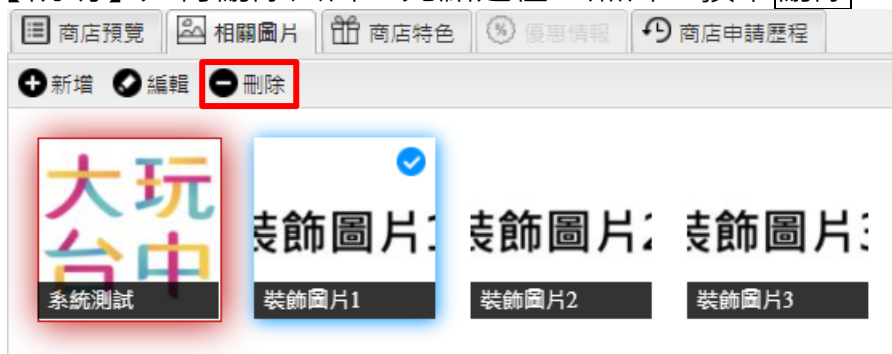 商店預覽 相關圖片 商店特色 優惠情報 商店申請歷程
新增 編輯 刪除
大玩
台中
裝飾圖片1 裝飾圖片2 裝飾圖片3
系統測試 裝飾圖片1 裝飾圖片2 裝飾圖片3